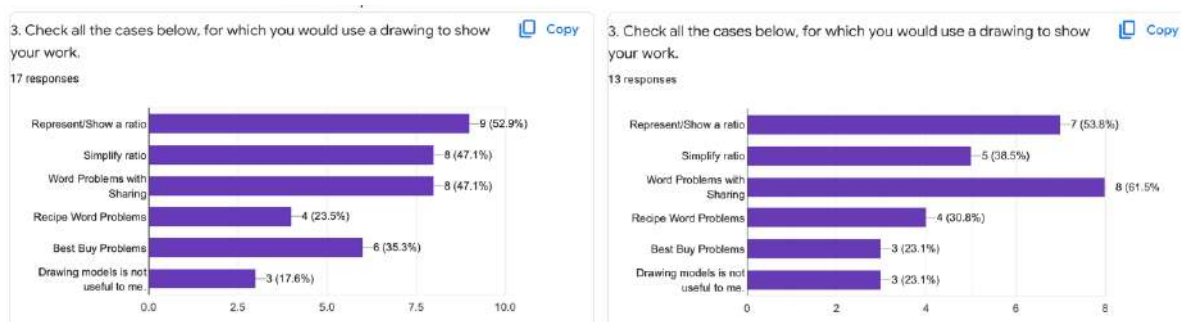 3. Check all the cases below, for which you would use a drawing to show
your work.
Copy
17 responses
Represent/Show a ratio
9 (52.9%)
Simplify ratio
8 (47.1%)
Word Problems with
Sharing
8 (47.1%)
Recipe Word Problems
4 (23.5%)
Best Buy Problems
6 (35.3%)
Drawing models is not
useful to me.
3 (17.6%)
0.0 2.5 5.0 7.5 10.0
3. Check all the cases below, for which you would use a drawing to show
your work.
Copy
13 responses
Represent/Show a ratio
7 (53.8%)
Simplify ratio
5 (38.5%)
Word Problems with
Sharing
8 (61.5%
Recipe Word Problems
4 (30.8%)
Best Buy Problems
3 (23.1%)
Drawing models is not
useful to me.
3 (23.1%)
0 2 4 6 8